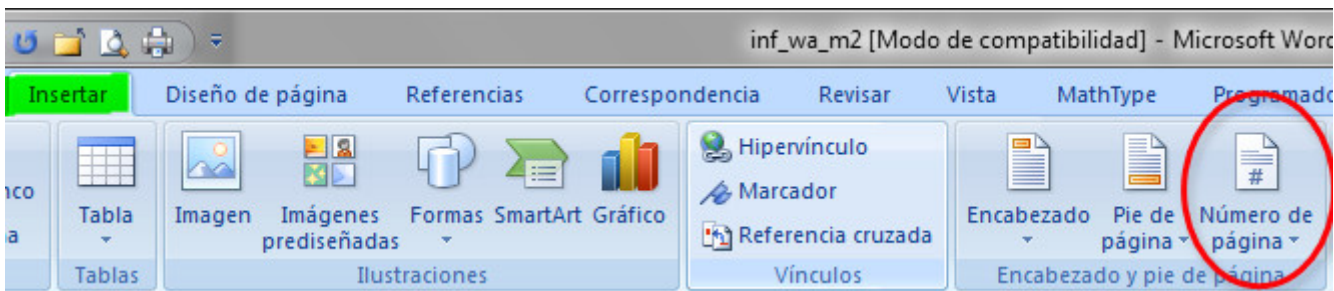 inf_wa_m2 [Modo de compatibilidad] - Microsoft Word
Insertar Diseño de página Referencias Correspondencia Revisar Vista MathType Programado
nco
a
Tabla
Imagen
Imágenes
prediseñadas
Formas
SmartArt
Gráfico
Hipervínculo
Marcador
Referencia cruzada
Encabezado
Pie de
página
Número de
página
#
Tablas
Ilustraciones
Vínculos
Encabezado y pie de página